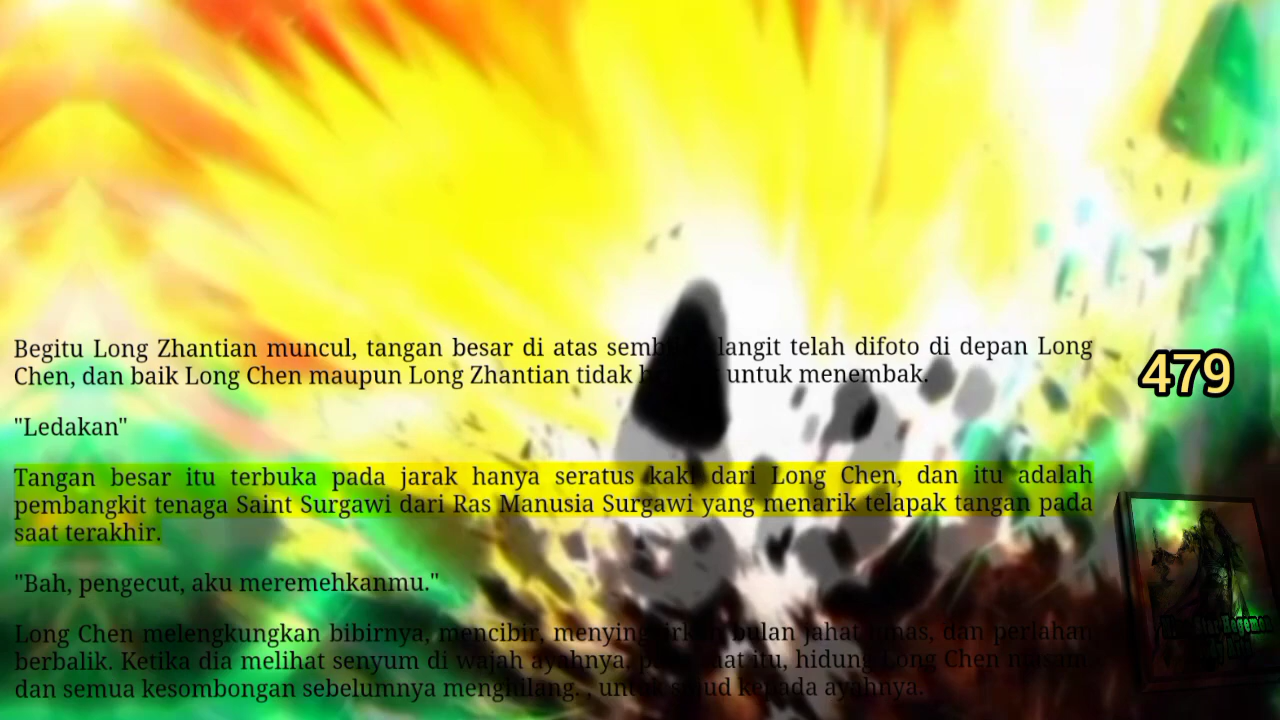 Begitu Long Zhantian muncul, tangan besar di atas sembilan langit telah difoto di depan Long
Chen, dan baik Long Chen maupun Long Zhantian tidak untuk menembak.
"Ledakan"
Tangan besar itu terbuka pada jarak hanya seratus kaki dari Long Chen, dan itu adalah
pembangkit tenaga Saint Surgawi dari Ras Manusia Surgawi yang menarik telapak tangan pada
saat terakhir.
"Bah, pengecut, aku meremehkanmu."
Long Chen melengkungkan bibirnya, mencibir, menyingkirkan bulan jahat dan perlahan
berbalik. Ketika dia melihat senyum di wajah ayahnya, pada saat itu, hidung Long Chen masam,
dan semua kesombongan sebelumnya menghilang. , untuk sujud kepada ayahnya.
479